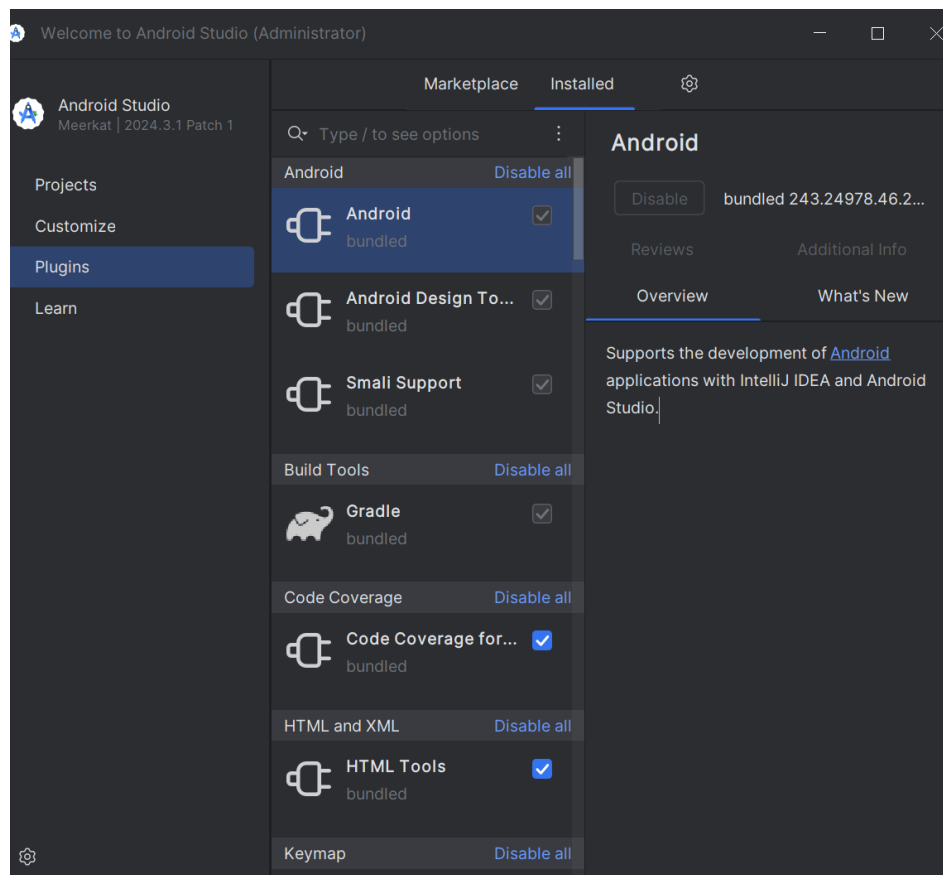 Welcome to Android Studio (Administrator)
Android Studio
Meerkat | 2024.3.1 Patch 1
Projects
Customize
Plugins
Learn
Marketplace
Installed
Type / to see options
Android
Disable all
Android
bundled
Android Design To...
bundled
Smali Support
bundled
Build Tools
Disable all
Gradle
bundled
Code Coverage
Disable all
Code Coverage for...
bundled
HTML and XML
Disable all
HTML Tools
bundled
Keymap
Disable all
Android
Disable
bundled 243.24978.46.2...
Reviews
Additional Info
Overview
What's New
Supports the development of Android
applications with IntelliJ IDEA and Android
Studio.